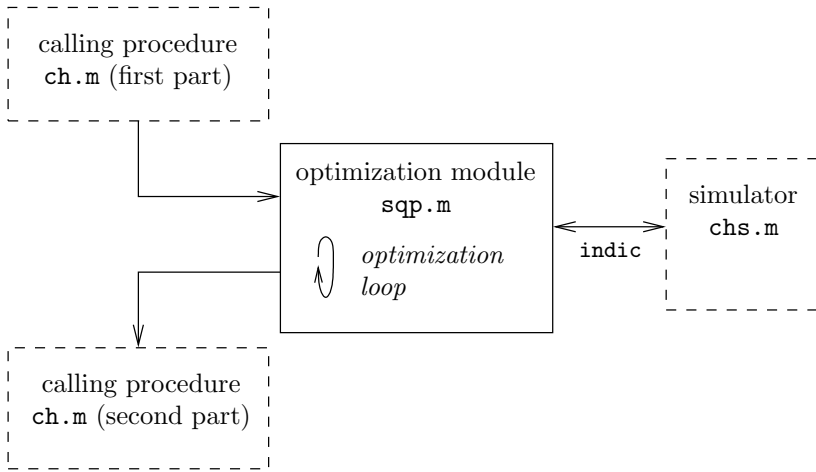 calling procedure
ch.m (first part)
optimization module
sqp.m
optimization
loop
indic
simulator
chs.m
calling procedure
ch.m (second part)